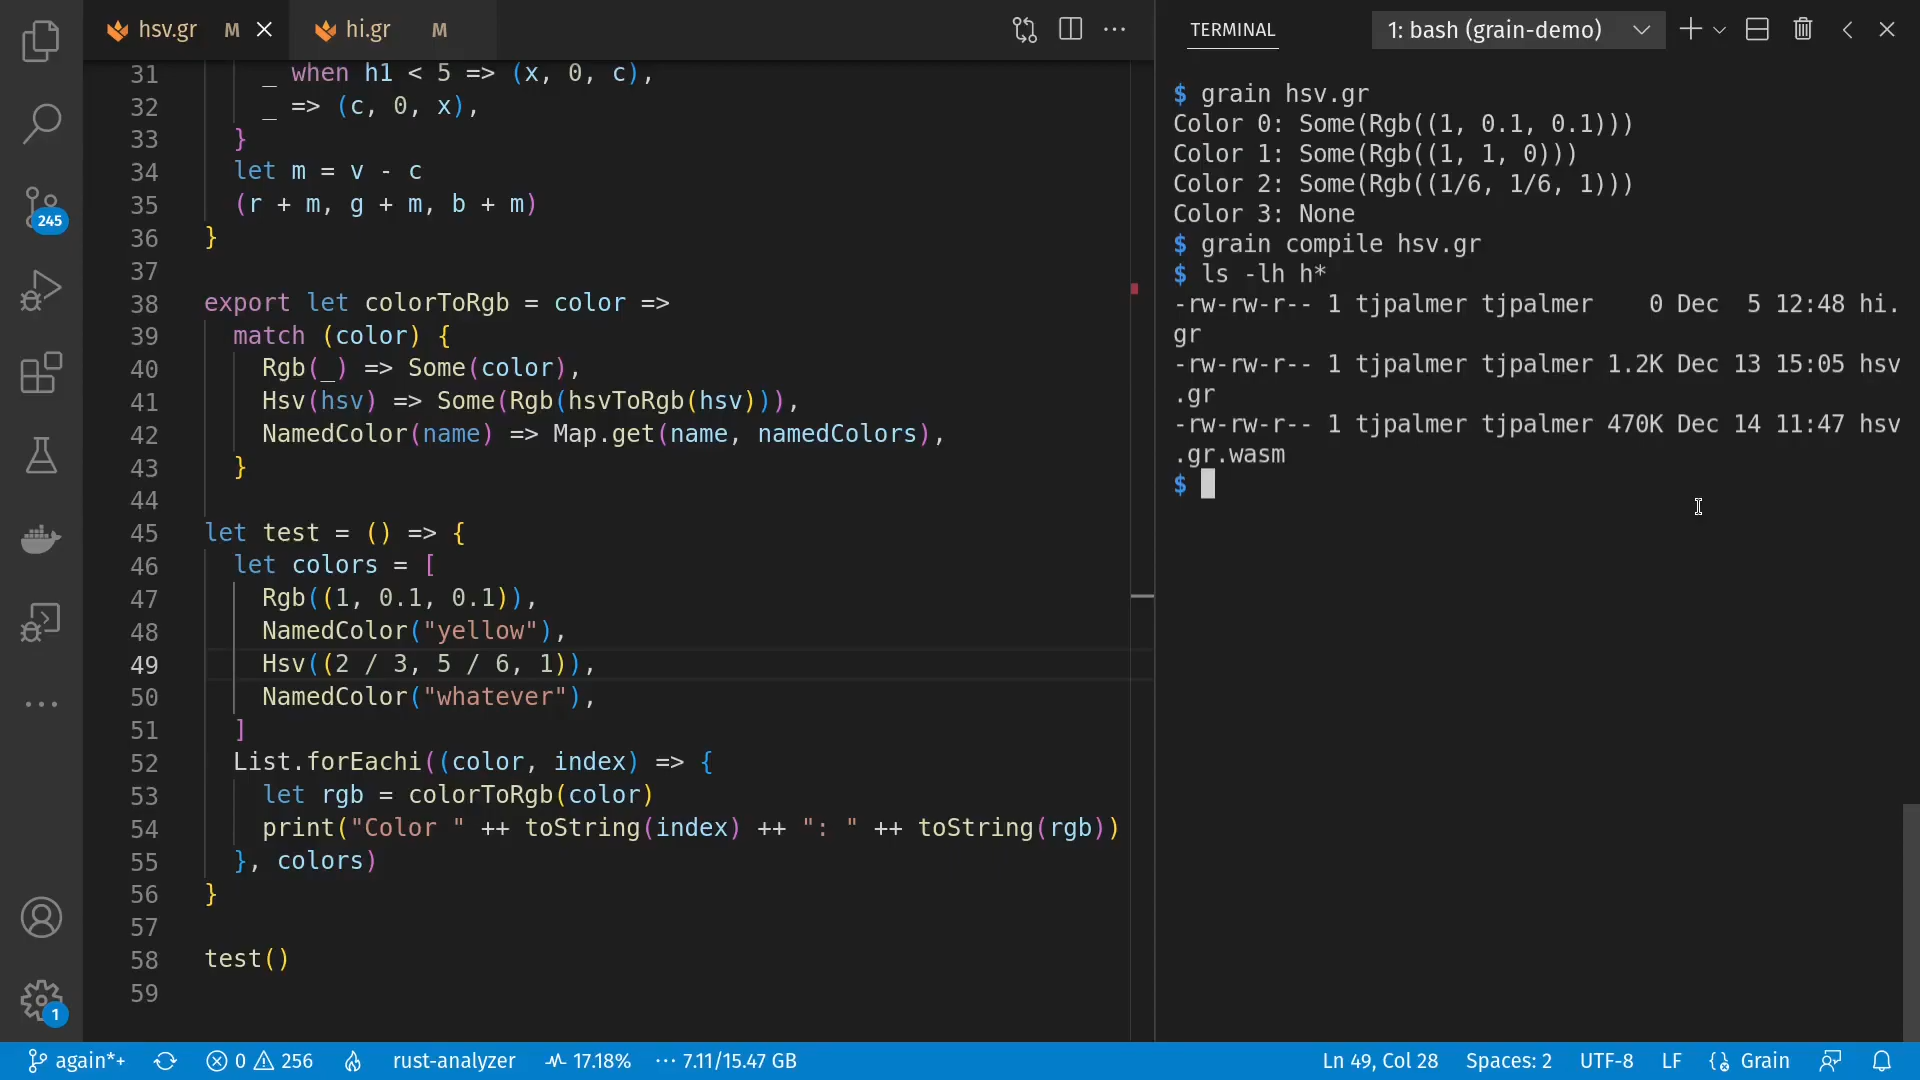 hsv.gr M
hi.gr M
31 _ when h1 < 5 => (x, 0, c),
32 _ => (c, 0, x),
33 }
34 let m = v - c
35 (r + m, g + m, b + m)
36 }
37
38 export let colorToRgb = color =>
39 match (color) {
40 Rgb(_) => Some(color),
41 Hsv(hsv) => Some(Rgb(hsvToRgb(hsv))),
42 NamedColor(name) => Map.get(name, namedColors),
43 }
44
45 let test = () => {
46 let colors = [
47 Rgb((1, 0.1, 0.1)),
48 NamedColor("yellow"),
49 Hsv((2 / 3, 5 / 6, 1)),
50 NamedColor("whatever"),
51 ]
52 List.forEachi((color, index) => {
53 let rgb = colorToRgb(color)
54 print("Color " ++ toString(index) ++ ": " ++ toString(rgb))
55 }, colors)
56 }
57
58 test()
59
TERMINAL
1: bash (grain-demo)
$ grain hsv.gr
Color 0: Some(Rgb((1, 0.1, 0.1)))
Color 1: Some(Rgb((1, 1, 0)))
Color 2: Some(Rgb((1/6, 1/6, 1)))
Color 3: None
$ grain compile hsv.gr
$ ls -lh h*
-rw-rw-r-- 1 tjpalmer tjpalmer    0 Dec  5 12:48 hi.
gr
-rw-rw-r-- 1 tjpalmer tjpalmer 1.2K Dec 13 15:05 hsv
.gr
-rw-rw-r-- 1 tjpalmer tjpalmer 470K Dec 14 11:47 hsv
.gr.wasm
$
245
1
again*+ 0 256 rust-analyzer 17.18% 7.11/15.47 GB Ln 49, Col 28 Spaces: 2 UTF-8 LF Grain